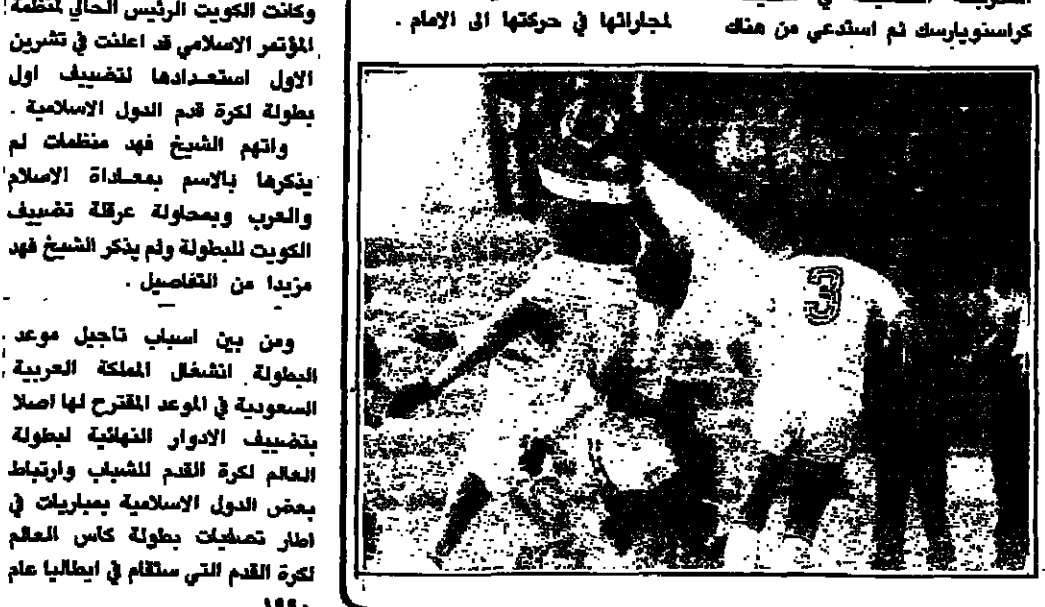 كراسنويارسك ثم استدعي من هناك
لمجاراتها في حركتها الى الامام .
3
وكانت الكويت الرئيس الحالي لمنظمة
المؤتمر الاسلامي قد اعلنت في تشرين
الاول استعدادها لتضييف اول
بطولة لكرة قدم الدول الاسلامية .
واتهم الشيخ فهد منظمات لم
يذكرها بالاسم بمعاداة الاسلام
والعرب وبمحاولة عرقلة تضييف
الكويت للبطولة ولم يذكر الشيخ فهد
مزيدا من التفاصيل .
ومن بين اسباب تاجيل موعد
البطولة انشغال المملكة العربية
السعودية في الموعد المقترح لها اصلا
بتضييف الادوار النهائية لبطولة
العالم لكرة القدم للشباب وارتباط
بعض الدول الاسلامية بمباريات في
اطار تصفيات بطولة كاس العالم
لكرة القدم التي ستقام في ايطاليا عام